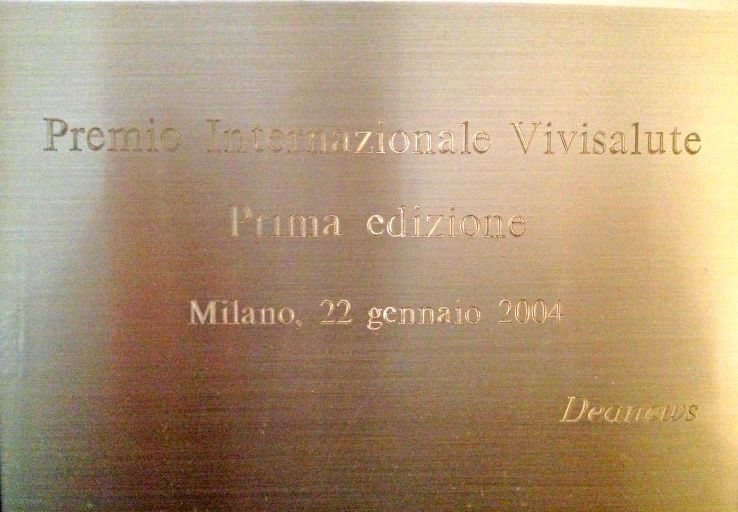 Premio Internazionale Vivisalute
Prima edizione
Milano, 22 gennaio 2004
Deanews